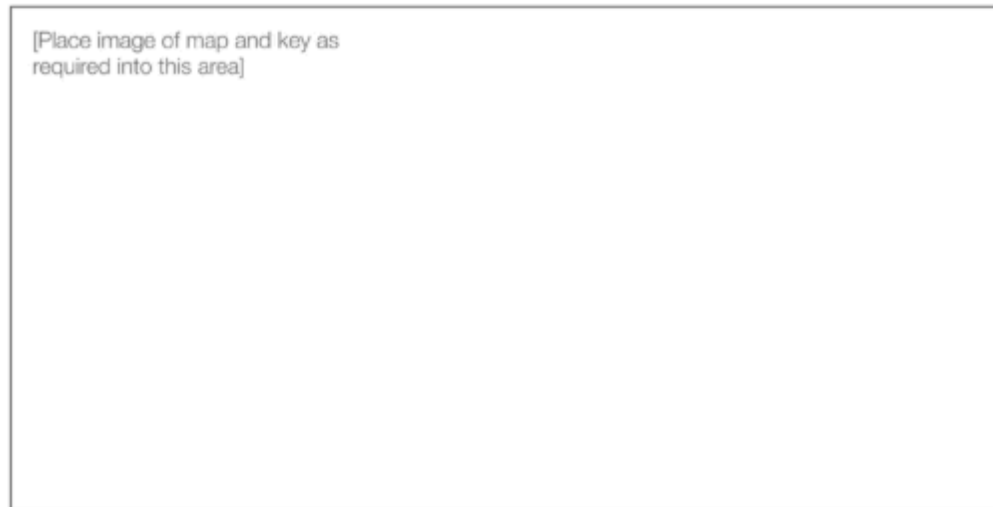 [Place image of map and key as
required into this area]